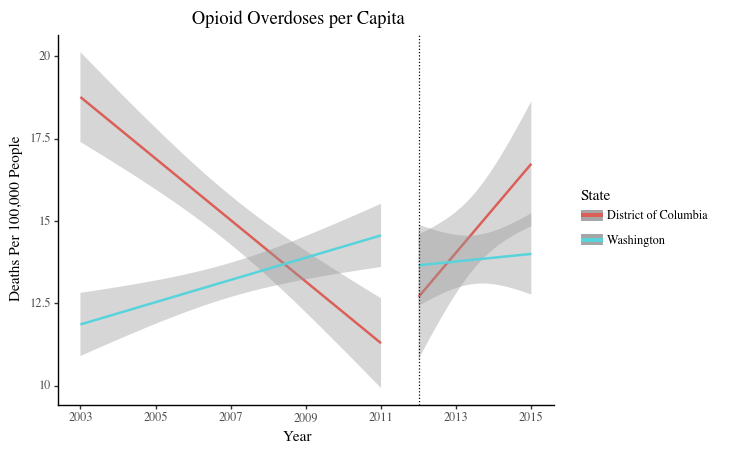 Opioid Overdoses per Capita
Deaths Per 100,000 People
20
17.5
15
12.5
10
2003 2005 2007 2009 2011 2013 2015
Year
State
District of Columbia
Washington